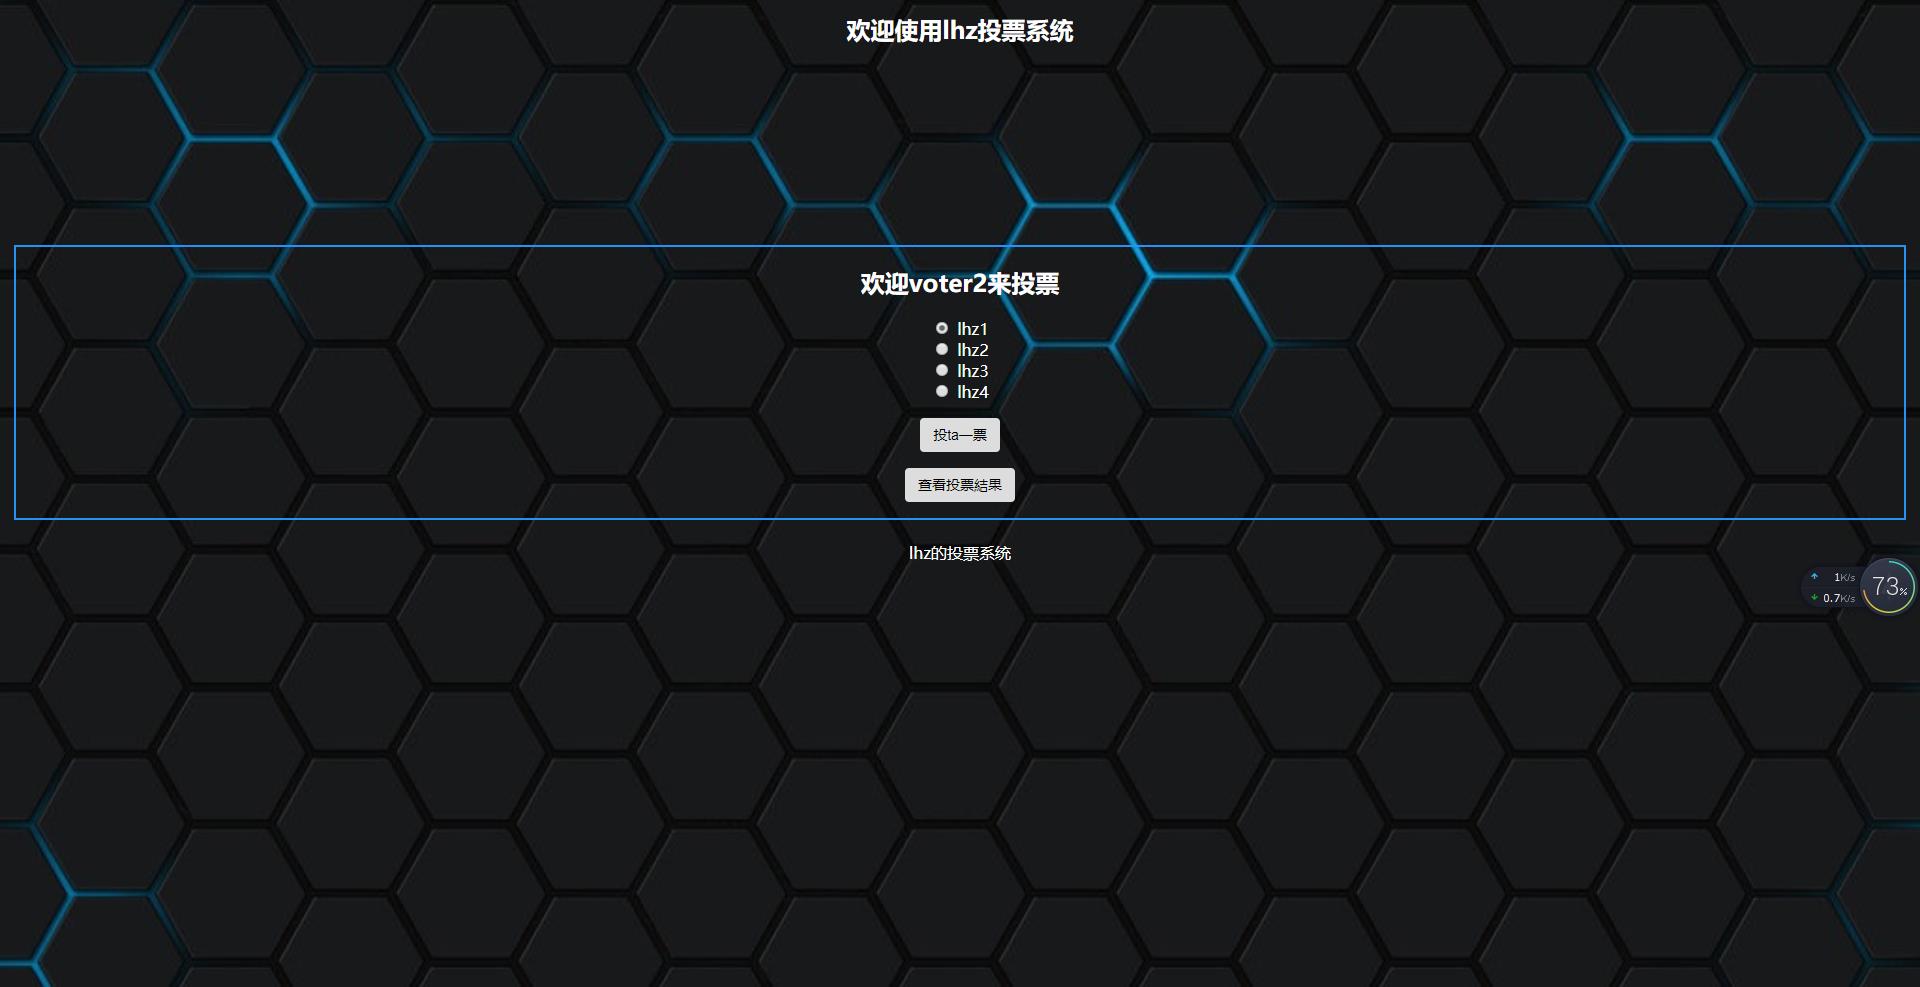 欢迎使用lhz投票系统
欢迎voter2来投票
lhz1
lhz2
lhz3
lhz4
投ta一票
查看投票結果
lhz的投票系统
1K/s
0.7K/s
73%